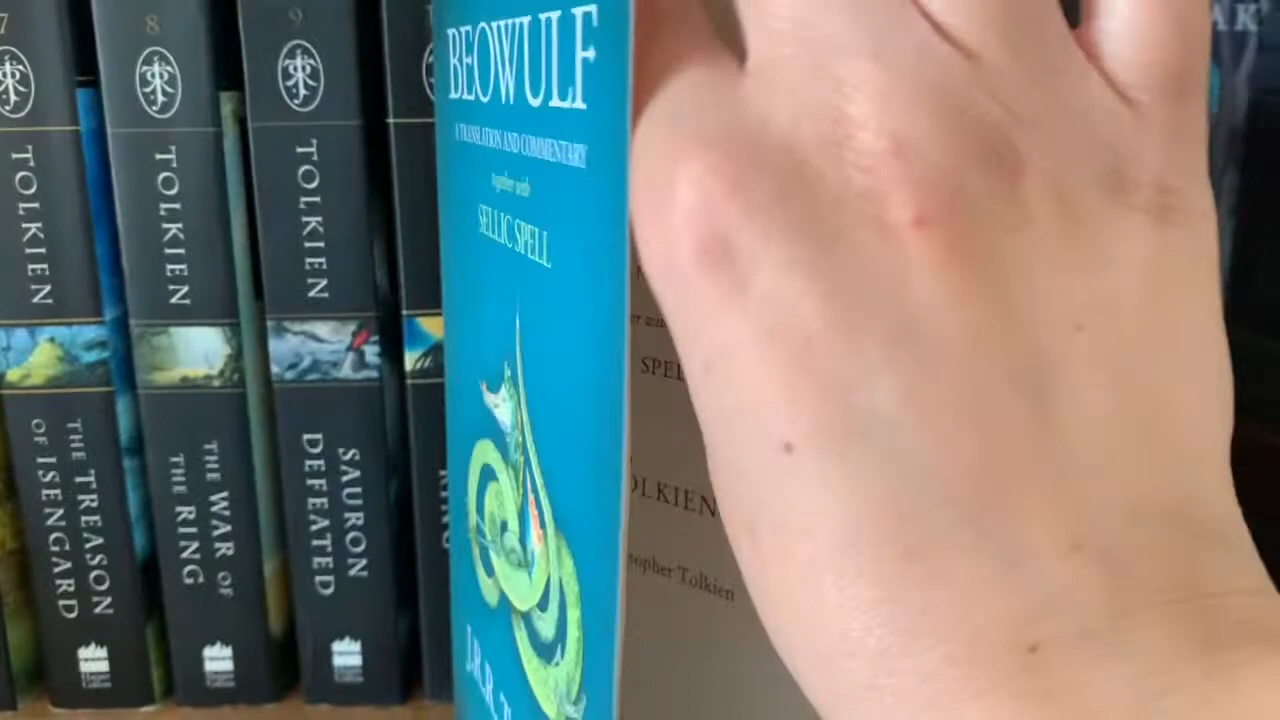 7
TOLKIEN
THE TREASON
OF ISENGARD
8
TOLKIEN
THE WAR OF
THE RING
9
TOLKIEN
SAURON
DEFEATED
BEOWULF
A TRANSLATION AND COMMENTARY
together with
SELLIC SPELL
J.R.R. T
SPEL
OLKIEN
opher Tolkien